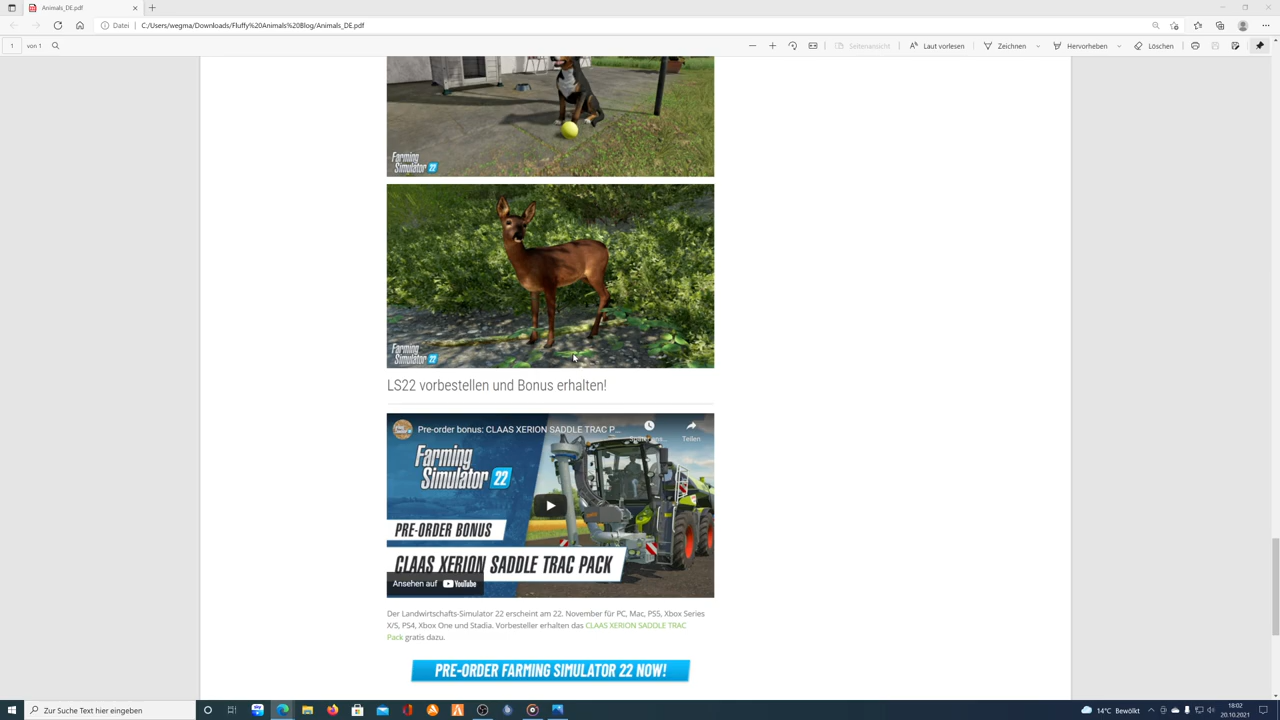 Animals_DE.pdf
Datei
C:/Users/wegma/Downloads/Fluffy%20Animals%20Blog/Animals_DE.pdf
1
von 1
Seitenansicht
Laut vorlesen
Zeichnen
Hervorheben
Löschen
Farming
Simulator 22
Farming
Simulator 22
LS22 vorbestellen und Bonus erhalten!
Pre-order bonus: CLAAS XERION SADDLE TRAC P...
Teilen
Farming
Simulator 22
PRE-ORDER BONUS
CLAAS XERION SADDLE TRAC PACK
Ansehen auf YouTube
Der Landwirtschafts-Simulator 22 erscheint am 22. November für PC, Mac, PS5, Xbox Series
X/S, PS4, Xbox One und Stadia. Vorbesteller erhalten das CLAAS XERION SADDLE TRAC
Pack gratis dazu.
PRE-ORDER FARMING SIMULATOR 22 NOW!
Zur Suche Text hier eingeben
14°C Bewölkt
18:02
20.10.2021